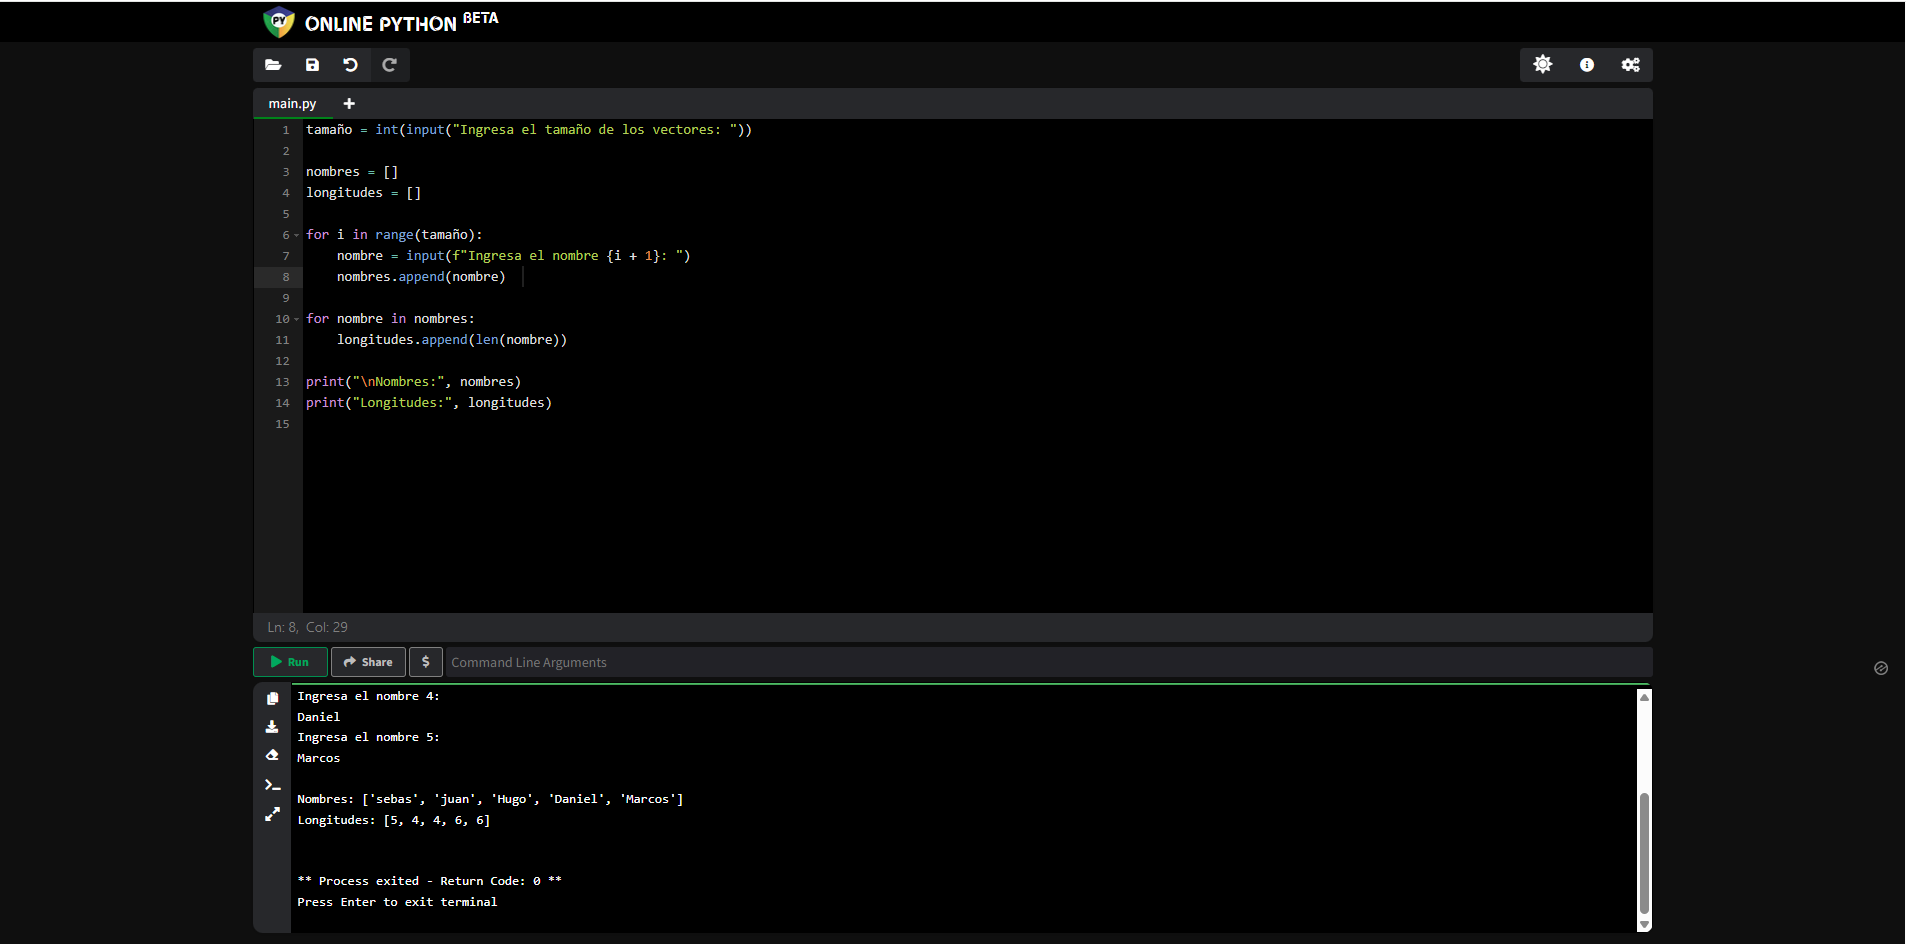 ONLINE PYTHON BETA
main.py +
1 tamaño = int(input("Ingresa el tamaño de los vectores: "))
2
3 nombres = []
4 longitudes = []
5
6 for i in range(tamaño):
7     nombre = input(f"Ingresa el nombre {i + 1}: ")
8     nombres.append(nombre)
9
10 for nombre in nombres:
11     longitudes.append(len(nombre))
12
13 print("\nNombres:", nombres)
14 print("Longitudes:", longitudes)
15
Ln: 8, Col: 29
Run Share $ Command Line Arguments
Ingresa el nombre 4:
Daniel
Ingresa el nombre 5:
Marcos
Nombres: ['sebas', 'juan', 'Hugo', 'Daniel', 'Marcos']
Longitudes: [5, 4, 4, 6, 6]
** Process exited - Return Code: 0 **
Press Enter to exit terminal